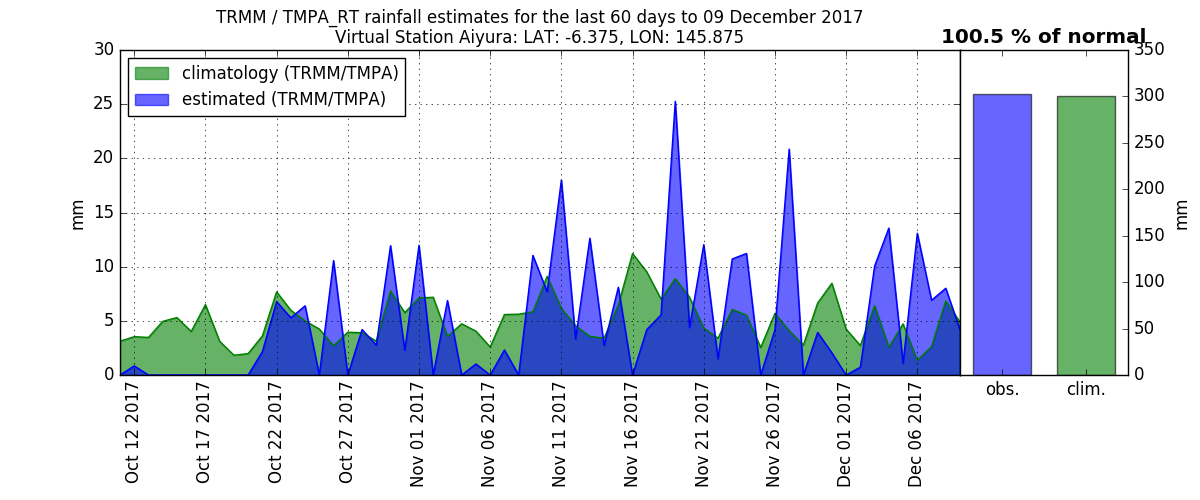 TRMM / TMPA_RT rainfall estimates for the last 60 days to 09 December 2017
Virtual Station Aiyura: LAT: -6.375, LON: 145.875
100.5 % of normal
climatology (TRMM/TMPA)
estimated (TRMM/TMPA)
30
25
20
15
10
5
0
mm
350
300
250
200
150
100
50
0
mm
Oct 12 2017
Oct 17 2017
Oct 22 2017
Oct 27 2017
Nov 01 2017
Nov 06 2017
Nov 11 2017
Nov 16 2017
Nov 21 2017
Nov 26 2017
Dec 01 2017
Dec 06 2017
obs.
clim.